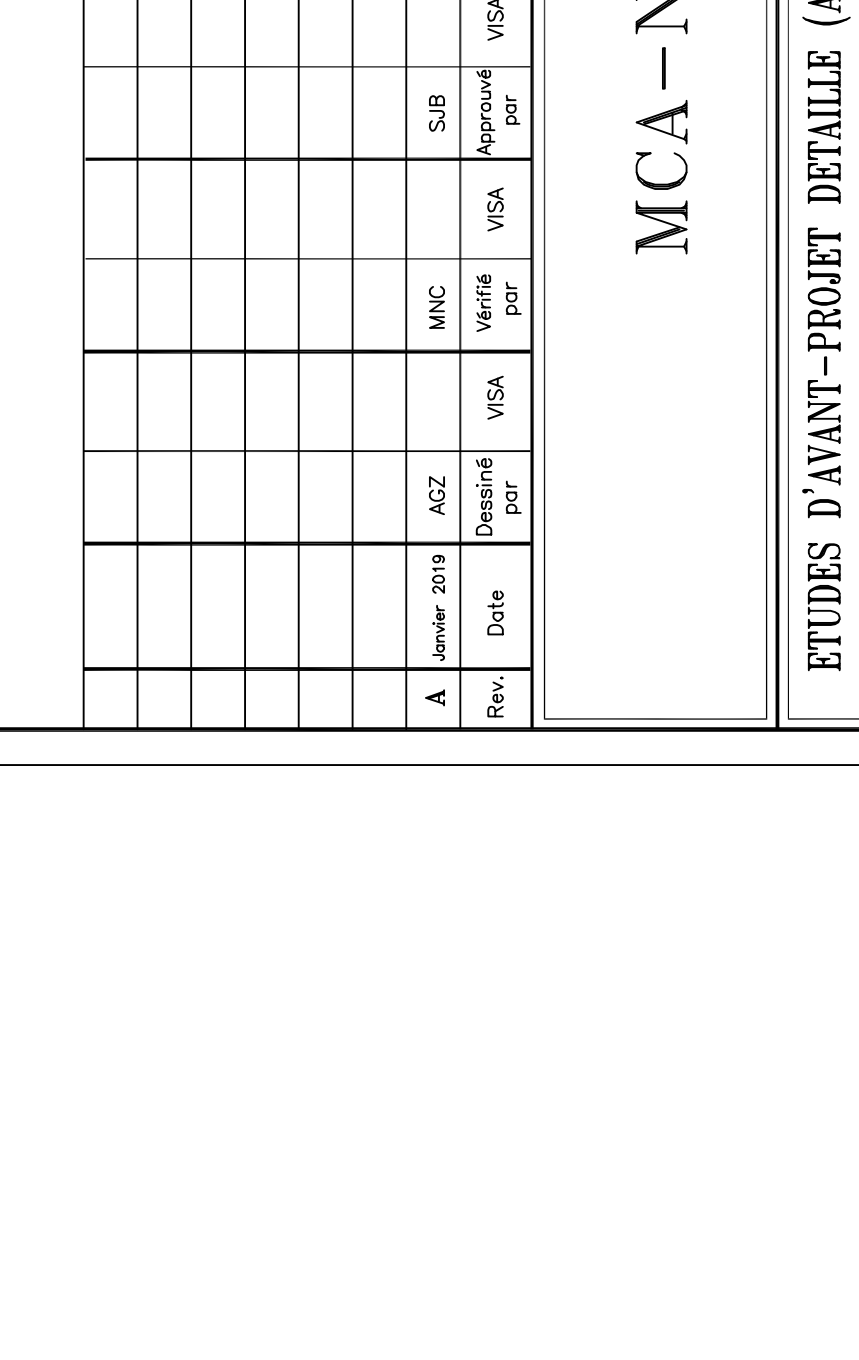 A Janvier 2019 AGZ MNC SJB
Rev. Date Dessiné par VISA Vérifié par VISA Approuvé par VISA
MCA-N
ETUDES D'AVANT-PROJET DETAILLE (A